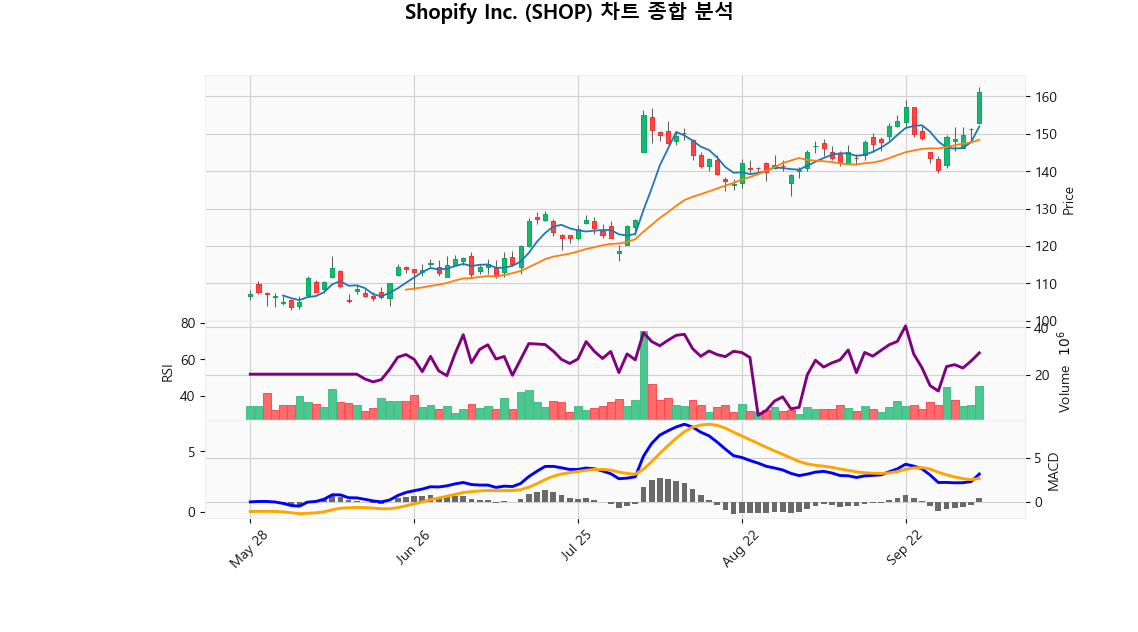 Shopify Inc. (SHOP) 차트 종합 분석
160
150
140
130
120
110
100
Price
80
60
40
RSI
40
20
Volume 10^6
5
0
5
0
MACD
May 28
Jun 26
Jul 25
Aug 22
Sep 22